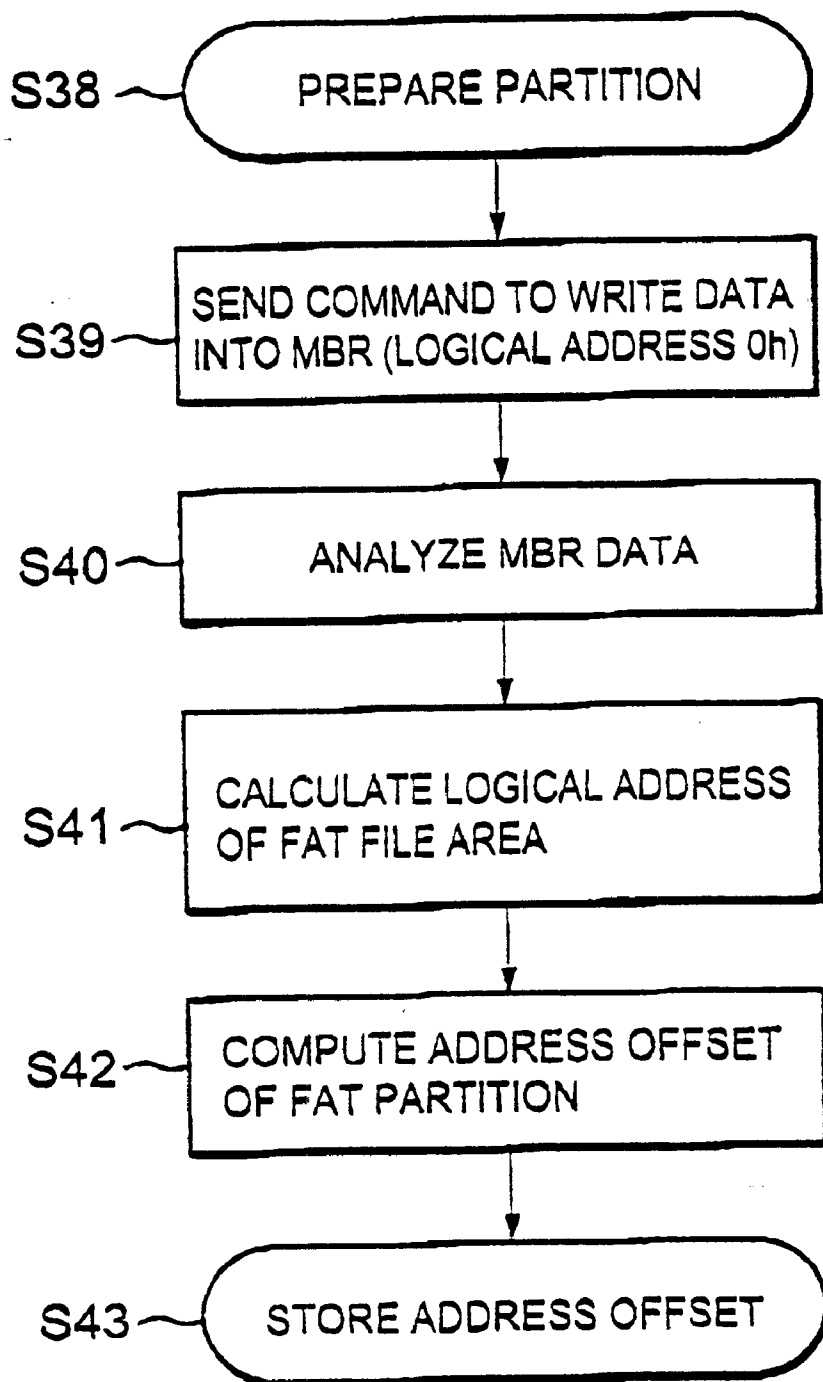 S38
PREPARE PARTITION
S39
SEND COMMAND TO WRITE DATA
INTO MBR (LOGICAL ADDRESS 0h)
S40
ANALYZE MBR DATA
S41
CALCULATE LOGICAL ADDRESS
OF FAT FILE AREA
S42
COMPUTE ADDRESS OFFSET
OF FAT PARTITION
S43
STORE ADDRESS OFFSET